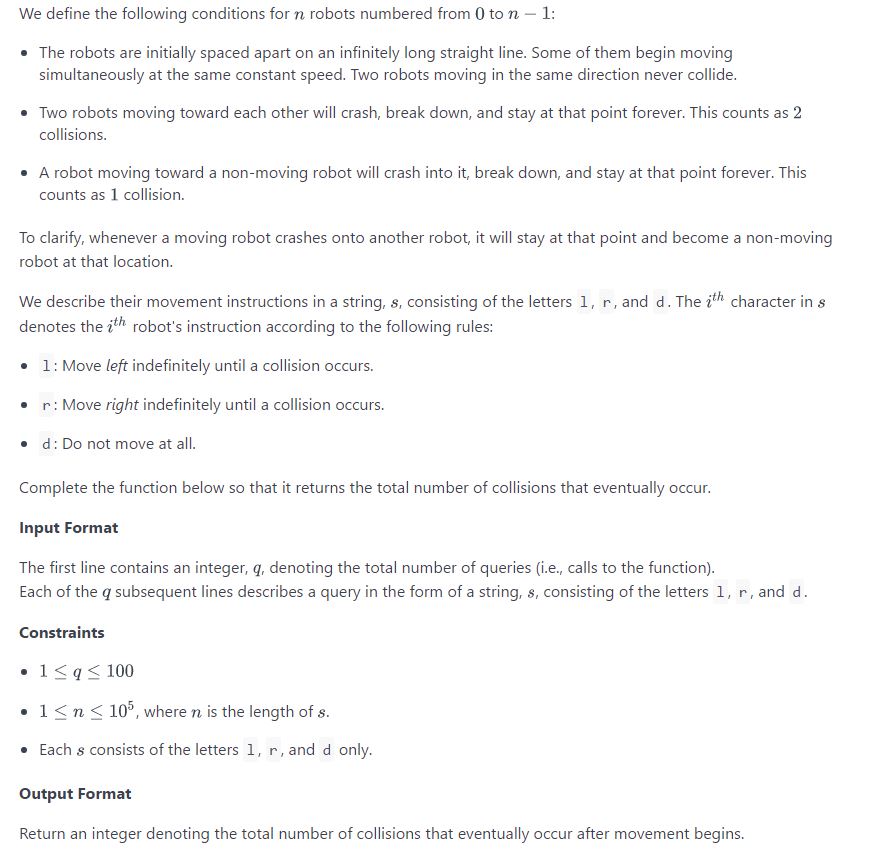 We define the following conditions for n robots numbered from 0 to n − 1:
• The robots are initially spaced apart on an infinitely long straight line. Some of them begin moving
simultaneously at the same constant speed. Two robots moving in the same direction never collide.
• Two robots moving toward each other will crash, break down, and stay at that point forever. This counts as 2
collisions.
• A robot moving toward a non-moving robot will crash into it, break down, and stay at that point forever. This
counts as 1 collision.
To clarify, whenever a moving robot crashes onto another robot, it will stay at that point and become a non-moving
robot at that location.
We describe their movement instructions in a string, s, consisting of the letters l, r, and d. The iᵗʰ character in s
denotes the iᵗʰ robot's instruction according to the following rules:
• l: Move left indefinitely until a collision occurs.
• r: Move right indefinitely until a collision occurs.
• d: Do not move at all.
Complete the function below so that it returns the total number of collisions that eventually occur.
Input Format
The first line contains an integer, q, denoting the total number of queries (i.e., calls to the function).
Each of the q subsequent lines describes a query in the form of a string, s, consisting of the letters l, r, and d.
Constraints
• 1 ≤ q ≤ 100
• 1 ≤ n ≤ 10⁵, where n is the length of s.
• Each s consists of the letters l, r, and d only.
Output Format
Return an integer denoting the total number of collisions that eventually occur after movement begins.